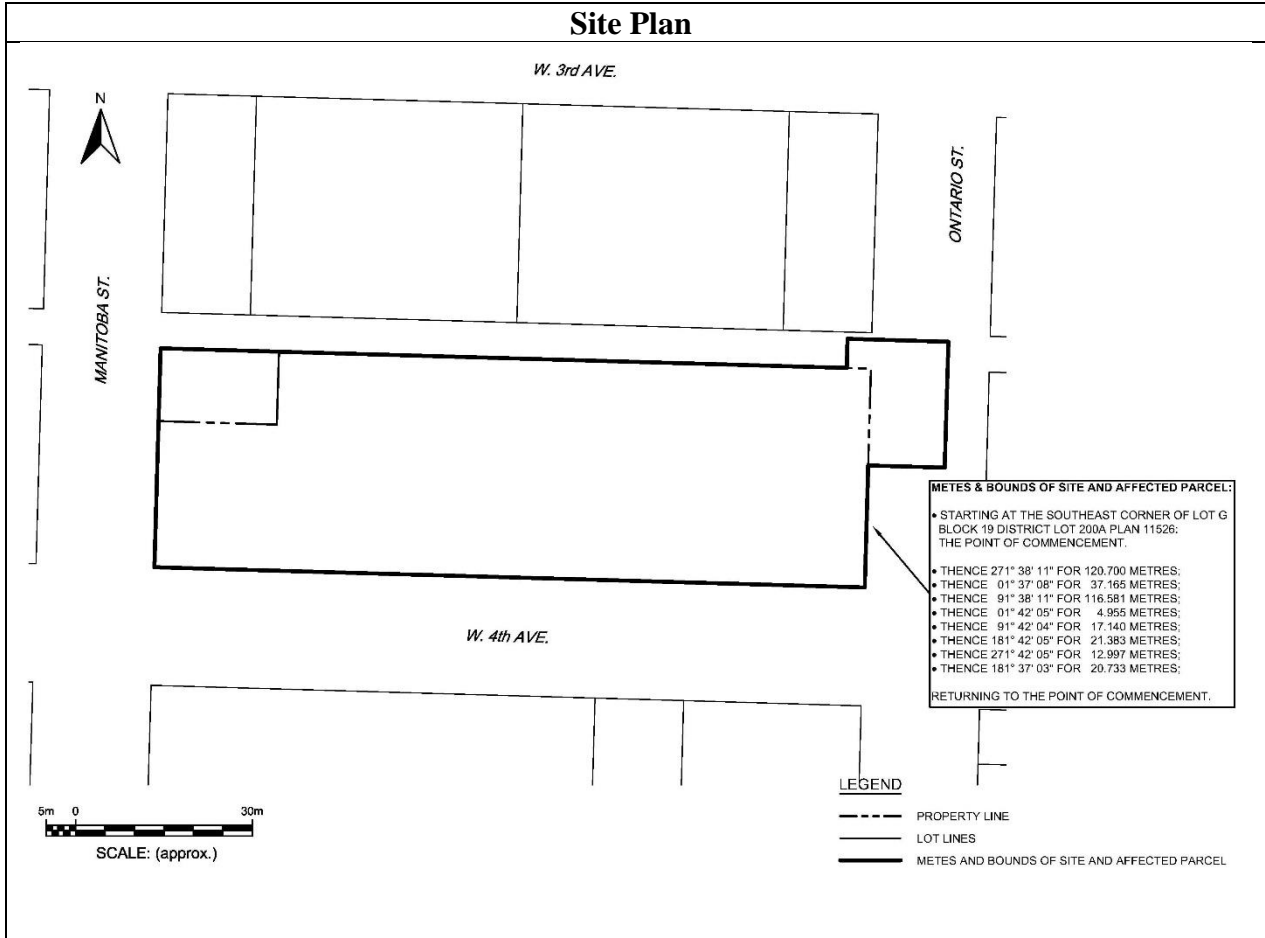 Site Plan
W. 3rd AVE.
N
ONTARIO ST.
MANITOBA ST.
METES & BOUNDS OF SITE AND AFFECTED PARCEL:
• STARTING AT THE SOUTHEAST CORNER OF LOT G
BLOCK 19 DISTRICT LOT 200A PLAN 11526:
THE POINT OF COMMENCEMENT.
• THENCE 271° 38' 11" FOR 120.700 METRES;
• THENCE 01° 37' 08" FOR 37.165 METRES;
• THENCE 91° 38' 11" FOR 116.581 METRES;
• THENCE 01° 42' 05" FOR 4.955 METRES;
• THENCE 91° 42' 04" FOR 17.140 METRES;
• THENCE 181° 42' 05" FOR 21.383 METRES;
• THENCE 271° 42' 05" FOR 12.997 METRES;
• THENCE 181° 37' 03" FOR 20.733 METRES;
RETURNING TO THE POINT OF COMMENCEMENT.
W. 4th AVE.
5m 0 30m
SCALE: (approx.)
LEGEND
PROPERTY LINE
LOT LINES
METES AND BOUNDS OF SITE AND AFFECTED PARCEL